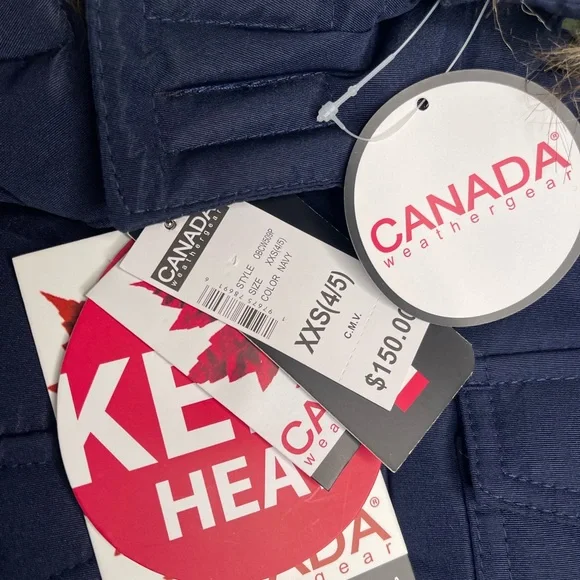 CANADA®
weathergear
CANADA
weathergear
STYLE CBCW509P
SIZE XXS(4/5)
COLOR NAVY
XXS(4/5)
C.M.V.
$150.00
KE
HEA
CA
we
CANADA®
weathergear